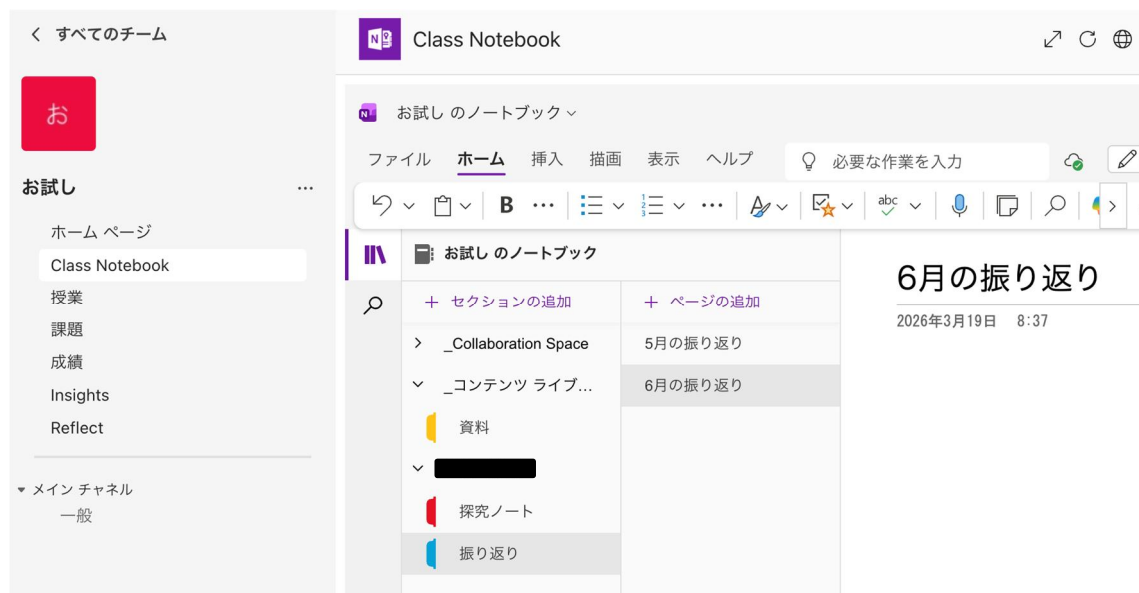 すべてのチーム
お
お試し
ホーム ページ
Class Notebook
授業
課題
成績
Insights
Reflect
メイン チャネル
一般
Class Notebook
お試し のノートブック
ファイル ホーム 挿入 描画 表示 ヘルプ 必要な作業を入力
B abc
お試し のノートブック
+ セクションの追加
_Collaboration Space
_コンテンツ ライブ...
資料
探究ノート
振り返り
+ ページの追加
5月の振り返り
6月の振り返り
6月の振り返り
2026年3月19日 8:37